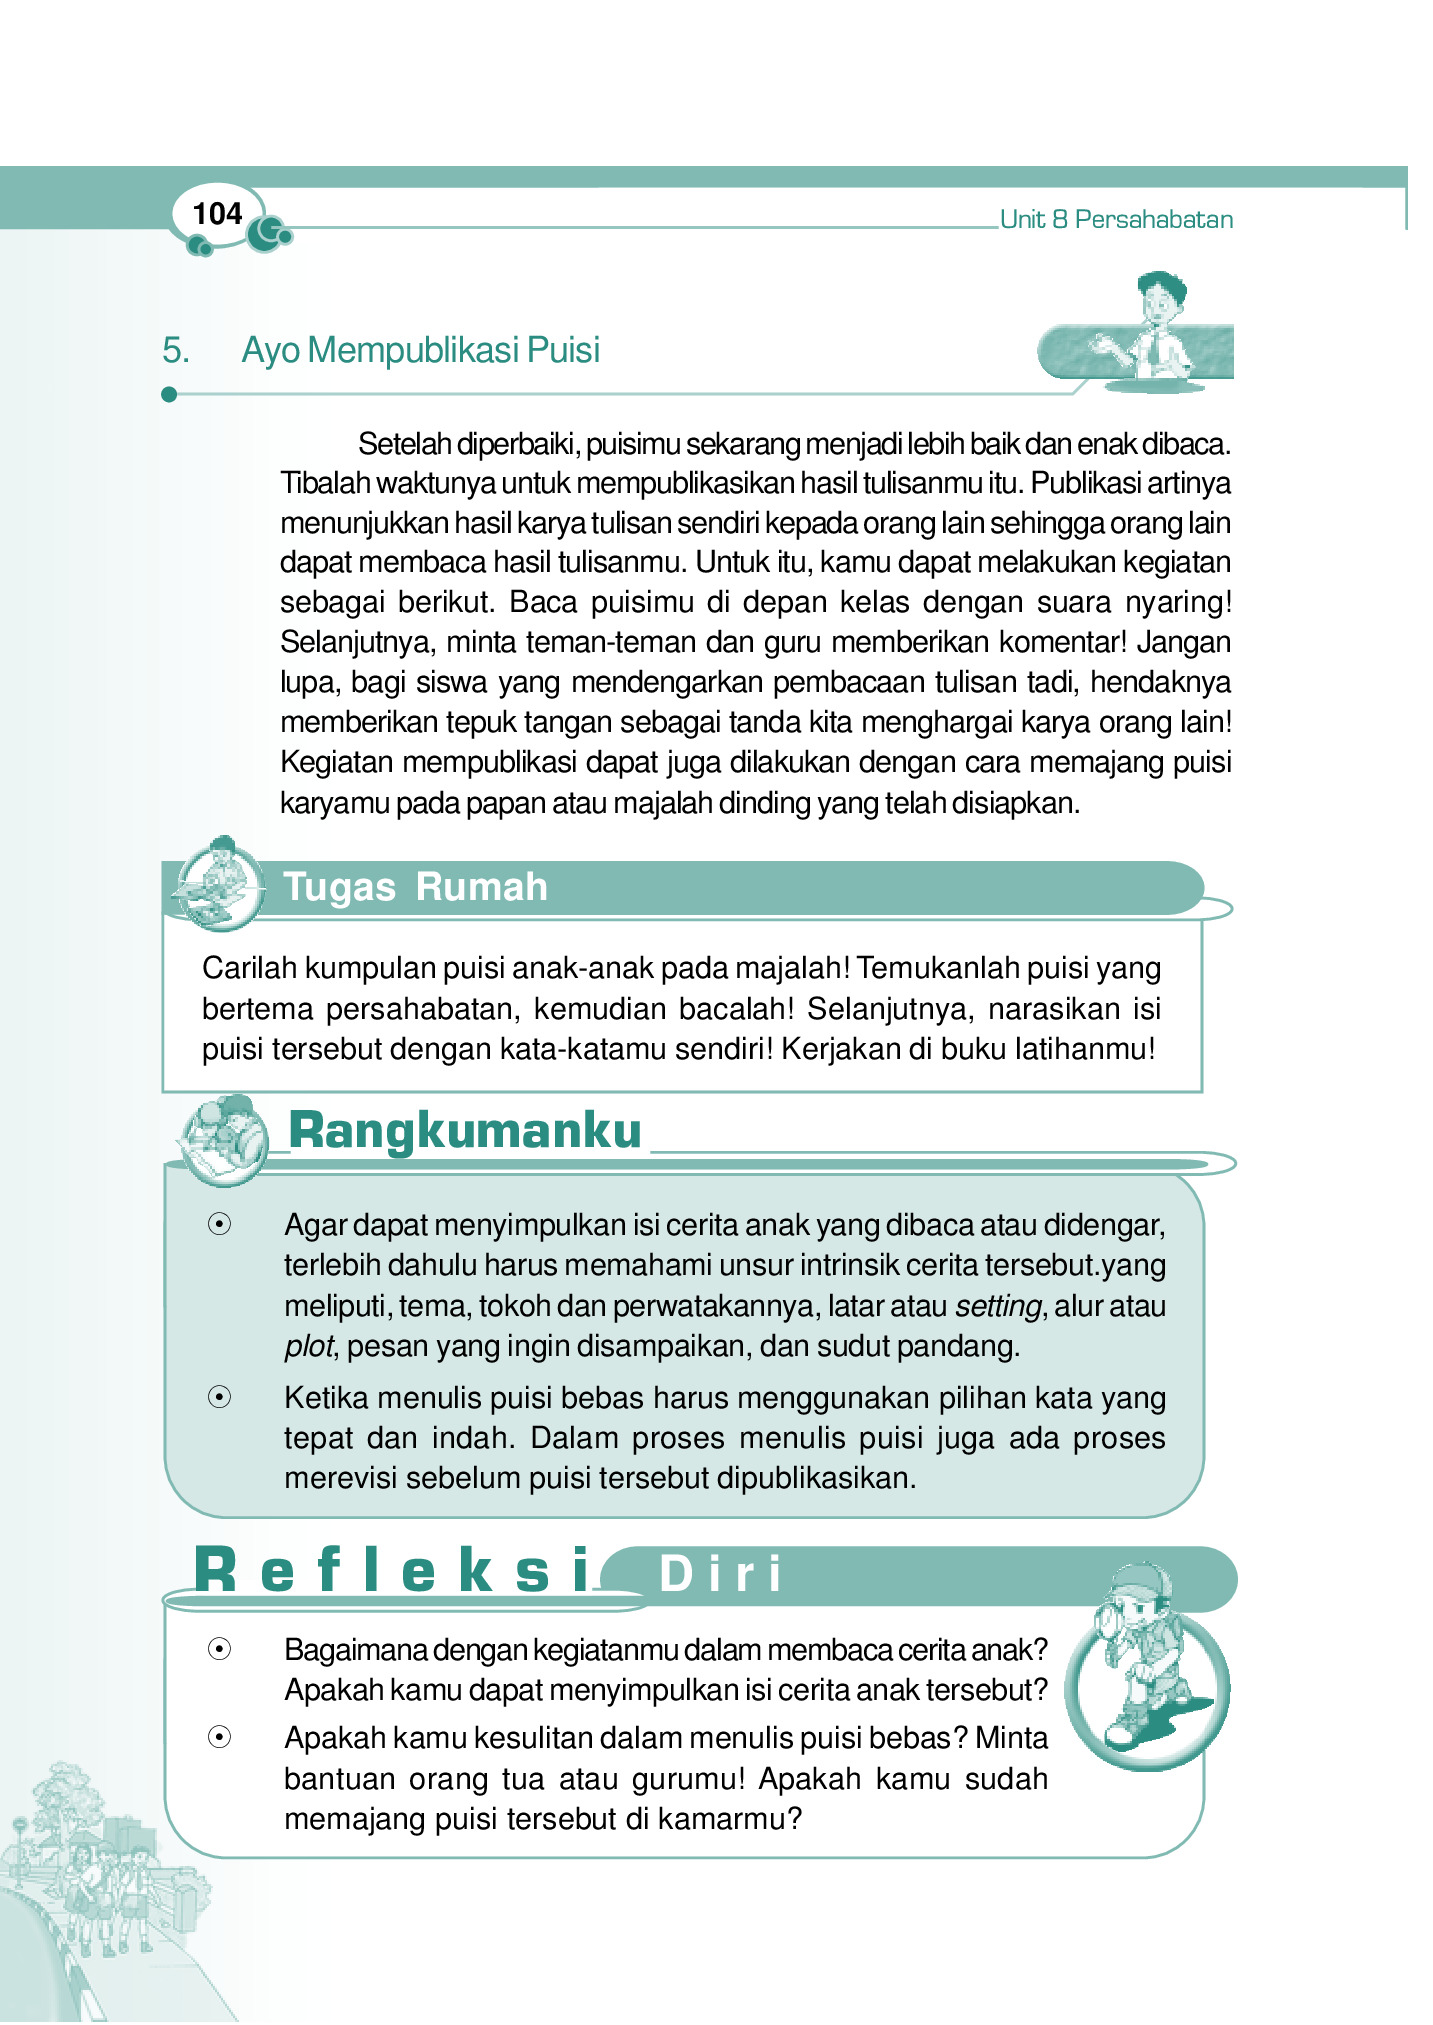 104
Unit 8 Persahabatan
5. Ayo Mempublikasi Puisi
Setelah diperbaiki, puisimu sekarang menjadi lebih baik dan enak dibaca.
Tibalah waktunya untuk mempublikasikan hasil tulisanmu itu. Publikasi artinya
menunjukkan hasil karya tulisan sendiri kepada orang lain sehingga orang lain
dapat membaca hasil tulisanmu. Untuk itu, kamu dapat melakukan kegiatan
sebagai berikut. Baca puisimu di depan kelas dengan suara nyaring!
Selanjutnya, minta teman-teman dan guru memberikan komentar! Jangan
lupa, bagi siswa yang mendengarkan pembacaan tulisan tadi, hendaknya
memberikan tepuk tangan sebagai tanda kita menghargai karya orang lain!
Kegiatan mempublikasi dapat juga dilakukan dengan cara memajang puisi
karyamu pada papan atau majalah dinding yang telah disiapkan.
Tugas Rumah
Carilah kumpulan puisi anak-anak pada majalah! Temukanlah puisi yang
bertema persahabatan, kemudian bacalah! Selanjutnya, narasikan isi
puisi tersebut dengan kata-katamu sendiri! Kerjakan di buku latihanmu!
Rangkumanku
Agar dapat menyimpulkan isi cerita anak yang dibaca atau didengar,
terlebih dahulu harus memahami unsur intrinsik cerita tersebut.yang
meliputi, tema, tokoh dan perwatakannya, latar atau setting, alur atau
plot, pesan yang ingin disampaikan, dan sudut pandang.
Ketika menulis puisi bebas harus menggunakan pilihan kata yang
tepat dan indah. Dalam proses menulis puisi juga ada proses
merevisi sebelum puisi tersebut dipublikasikan.
Refleksi Diri
Bagaimana dengan kegiatanmu dalam membaca cerita anak?
Apakah kamu dapat menyimpulkan isi cerita anak tersebut?
Apakah kamu kesulitan dalam menulis puisi bebas? Minta
bantuan orang tua atau gurumu! Apakah kamu sudah
memajang puisi tersebut di kamarmu?